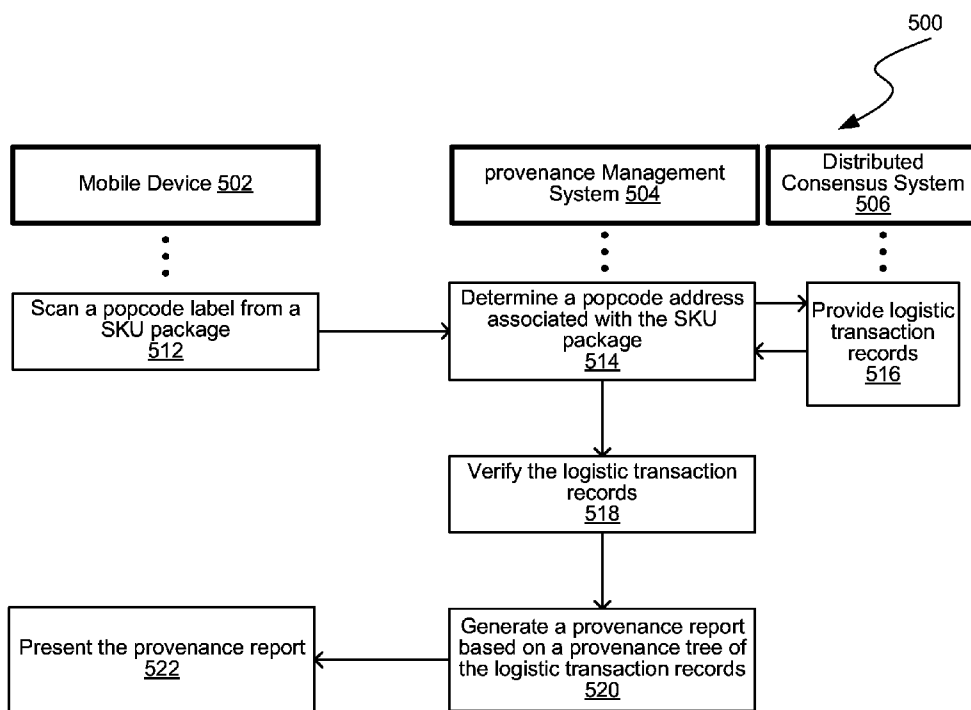 500
Mobile Device 502
provenance Management
System 504
Distributed
Consensus System
506
Scan a popcode label from a
SKU package
512
Determine a popcode address
associated with the SKU
package
514
Provide logistic
transaction
records
516
Verify the logistic transaction
records
518
Generate a provenance report
based on a provenance tree of
the logistic transaction records
520
Present the provenance report
522